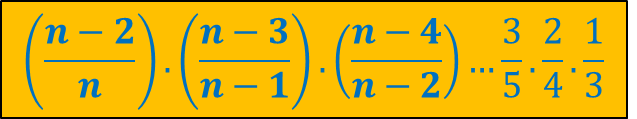 (n − 2 / n) . (n − 3 / n − 1) . (n − 4 / n − 2) ... 3/5 . 2/4 . 1/3